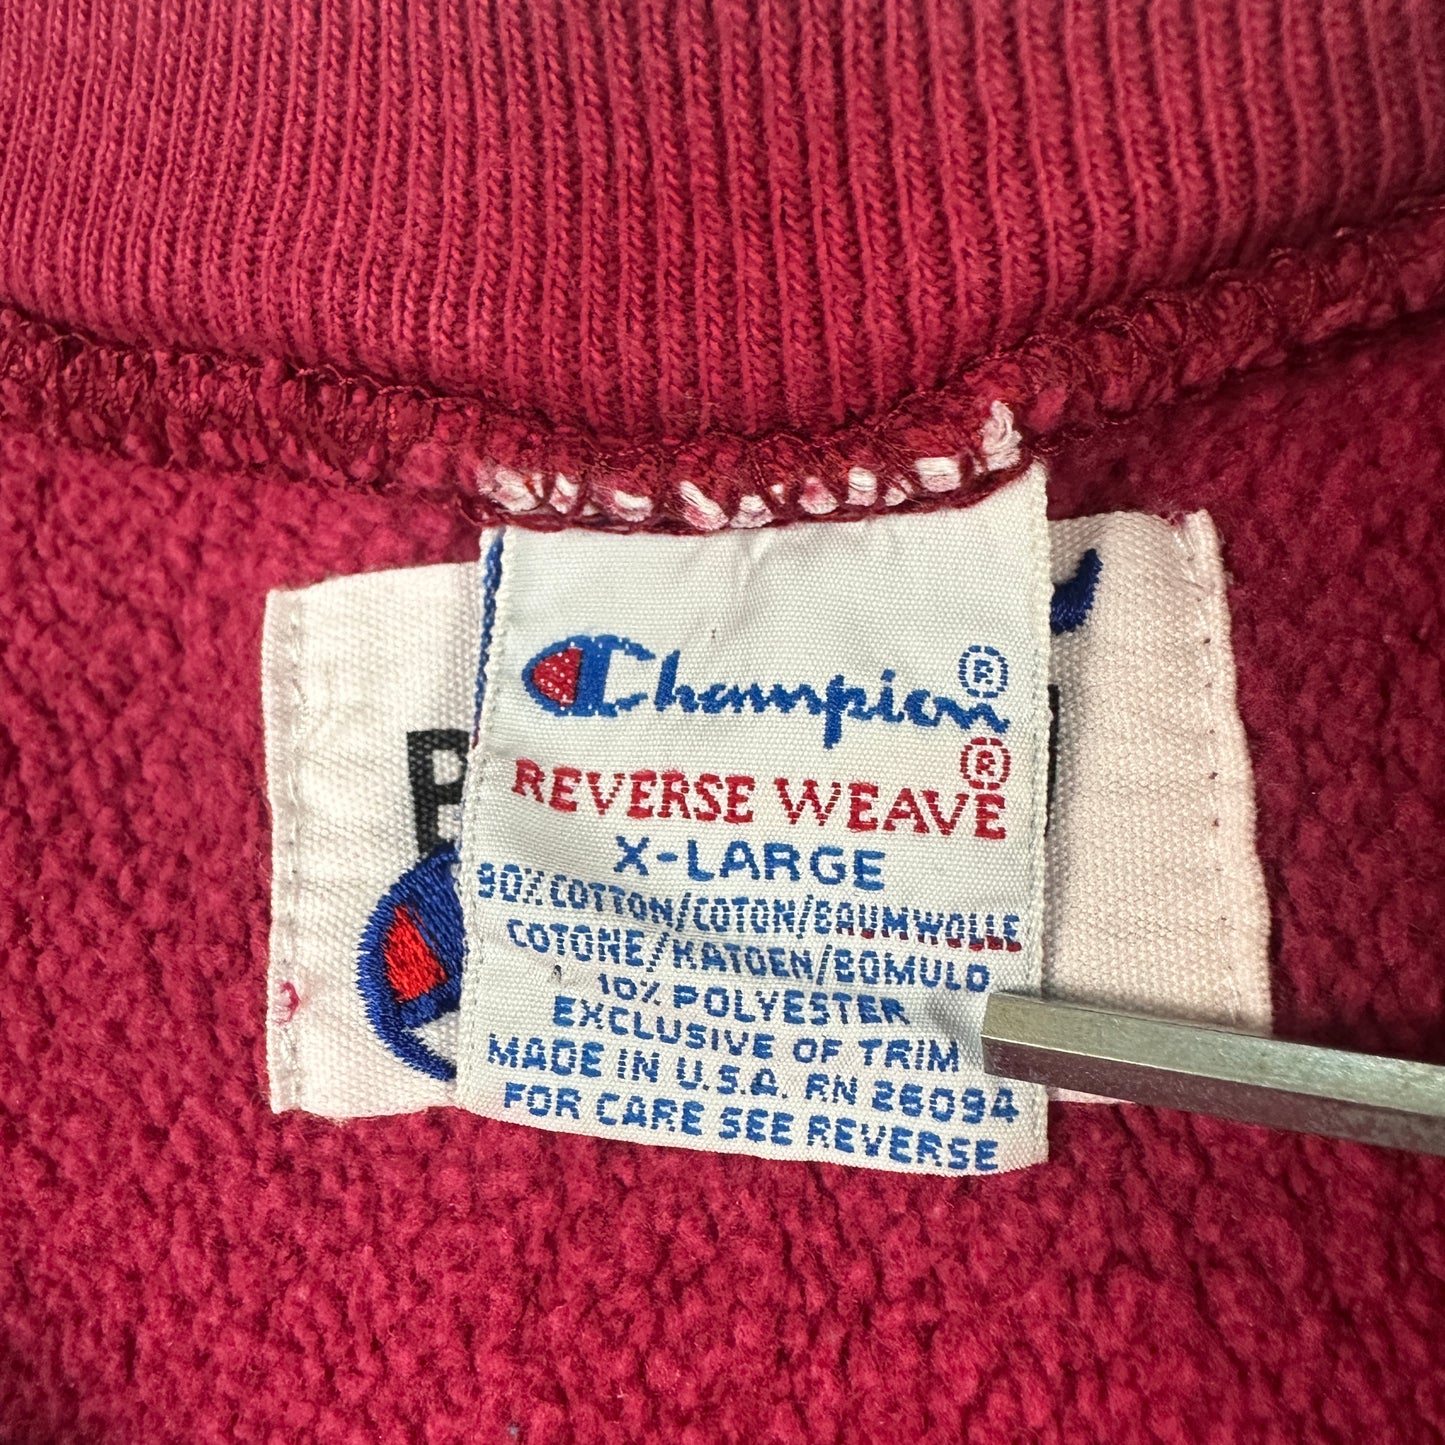 Champion®
REVERSE WEAVE®
X-LARGE
90% COTTON/COTON/BAUMWOLLE
COTONE/KATOEN/BOMULD
10% POLYESTER
EXCLUSIVE OF TRIM
MADE IN U.S.A. RN 26094
FOR CARE SEE REVERSE